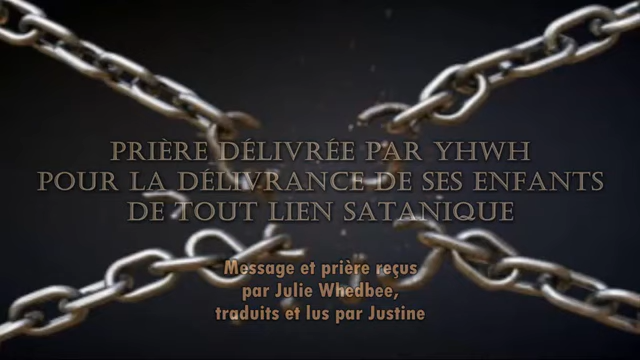 PRIÈRE DÉLIVRÉE PAR YHWH
POUR LA DÉLIVRANCE DE SES ENFANTS
DE TOUT LIEN SATANIQUE
Message et prière reçus
par Julie Whedbee,
traduits et lus par Justine